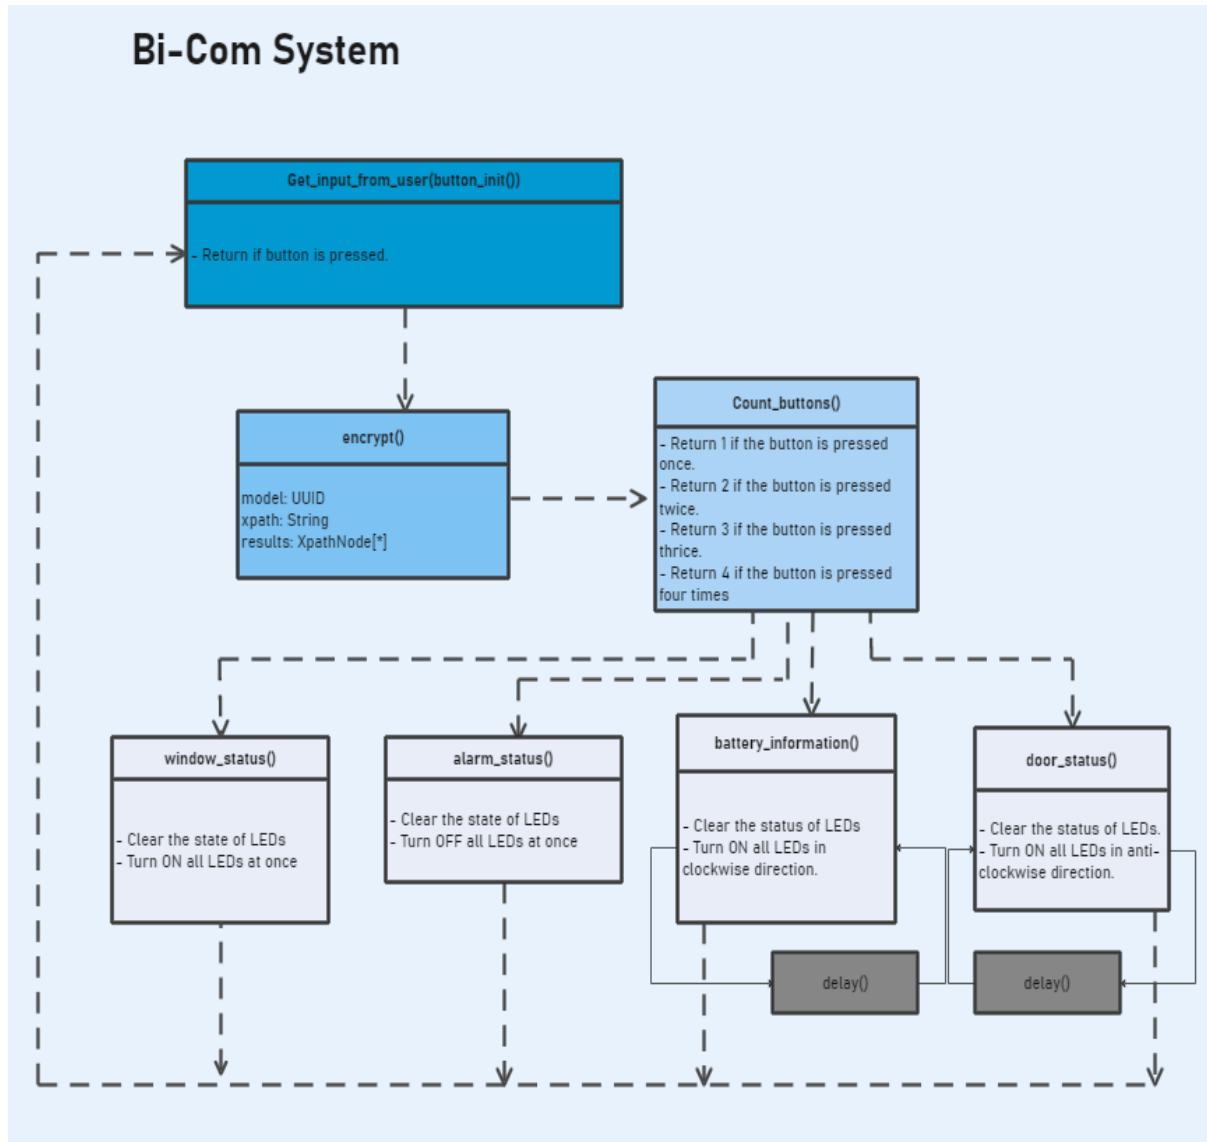 Bi-Com System
Get_input_from_user(button_init())
- Return if button is pressed.
encrypt()
model: UUID
xpath: String
results: XpathNode[*]
Count_buttons()
- Return 1 if the button is pressed
once.
- Return 2 if the button is pressed
twice.
- Return 3 if the button is pressed
thrice.
- Return 4 if the button is pressed
four times
window_status()
- Clear the state of LEDs
- Turn ON all LEDs at once
alarm_status()
- Clear the state of LEDs
- Turn OFF all LEDs at once
battery_information()
- Clear the status of LEDs
- Turn ON all LEDs in
clockwise direction.
door_status()
- Clear the status of LEDs.
- Turn ON all LEDs in anti-
clockwise direction.
delay()
delay()